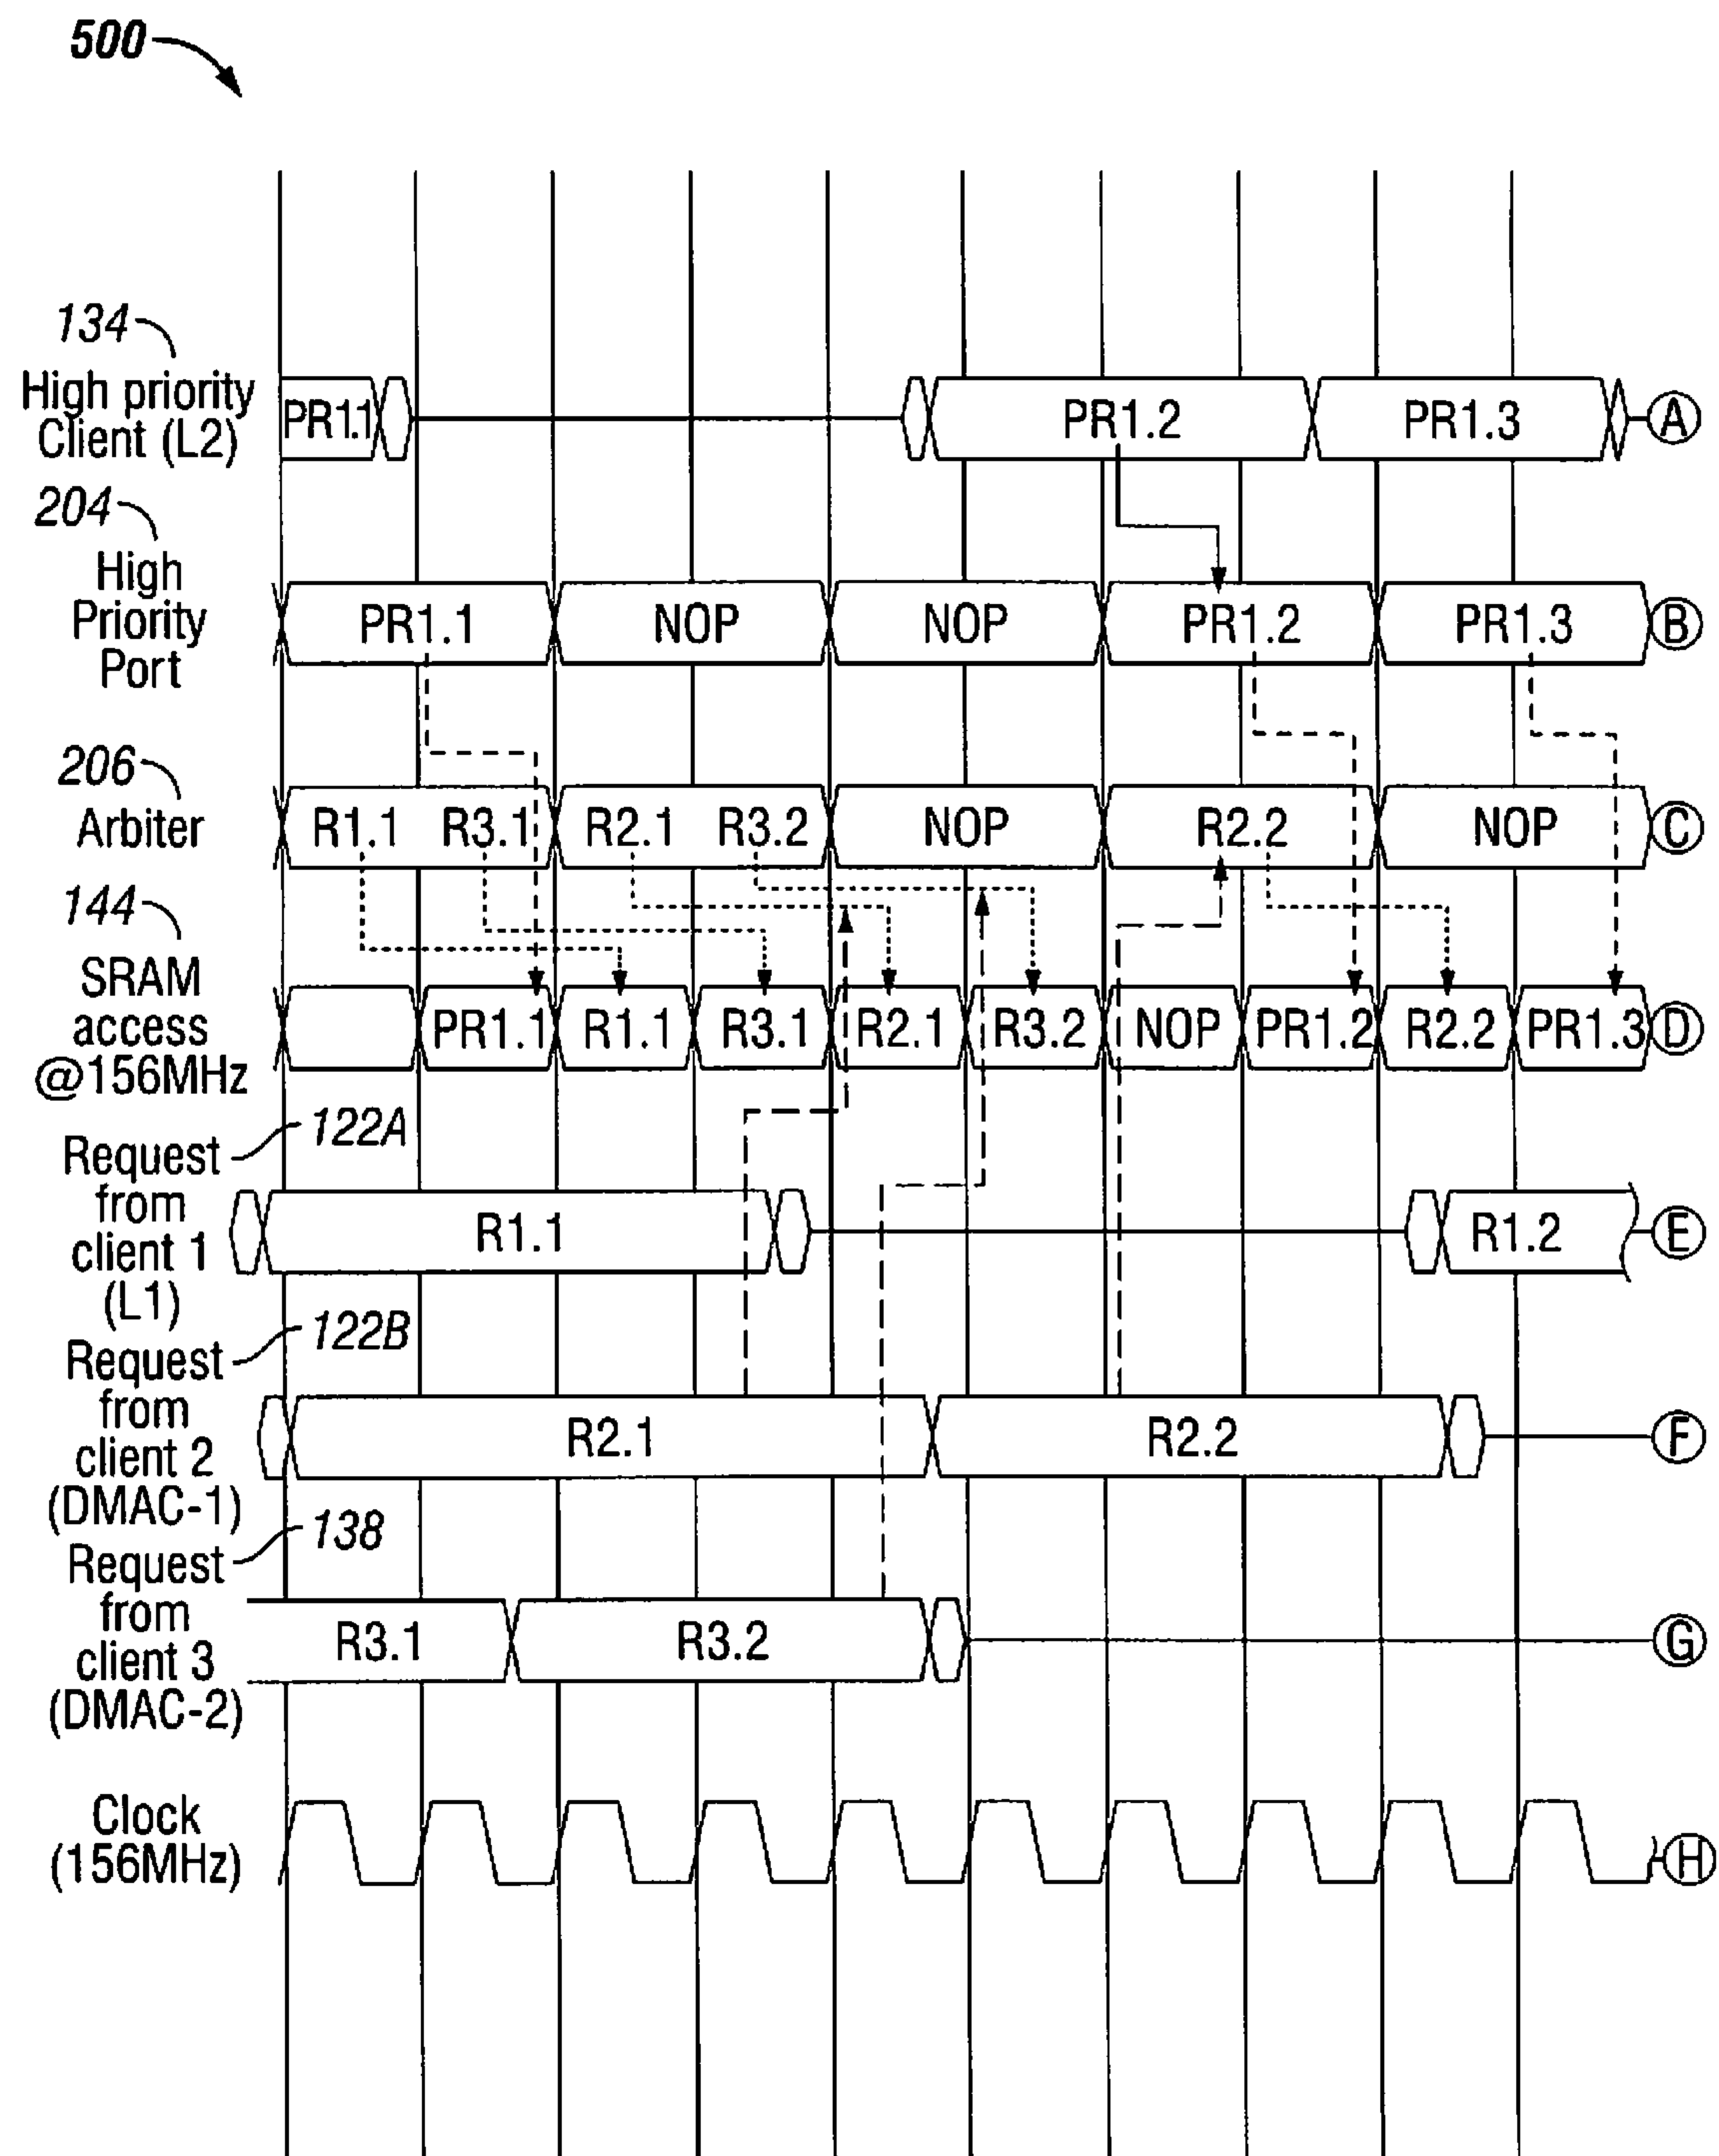 500
134
High priority
Client (L2)
PR1.1
PR1.2
PR1.3
A
204
High
Priority
Port
PR1.1
NOP
NOP
PR1.2
PR1.3
B
206
Arbiter
R1.1
R3.1
R2.1
R3.2
NOP
R2.2
NOP
C
144
SRAM
access
@156MHz
PR1.1
R1.1
R3.1
R2.1
R3.2
NOP
PR1.2
R2.2
PR1.3
D
122A
Request
from
client 1
(L1)
R1.1
R1.2
E
122B
Request
from
client 2
(DMAC-1)
R2.1
R2.2
F
138
Request
from
client 3
(DMAC-2)
R3.1
R3.2
G
Clock
(156MHz)
H